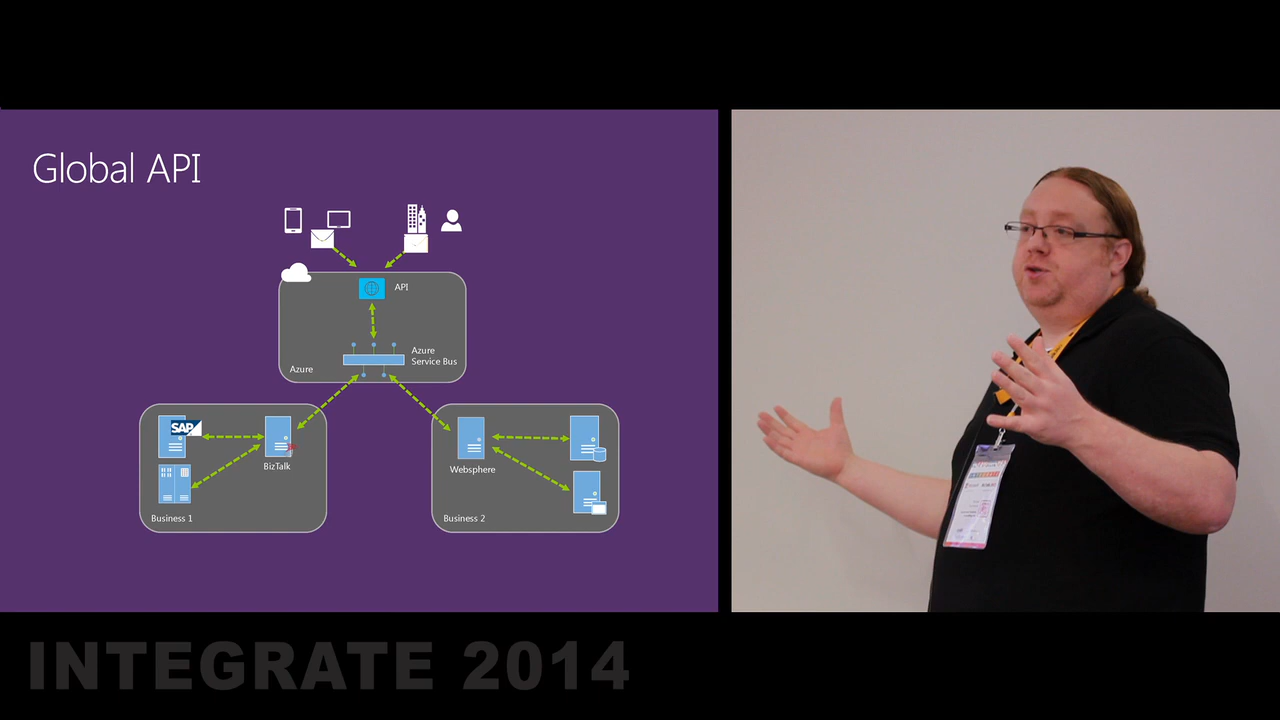 Global API
API
Azure
Service Bus
Azure
SAP
BizTalk
Business 1
Websphere
Business 2
INTEGRATE 2014